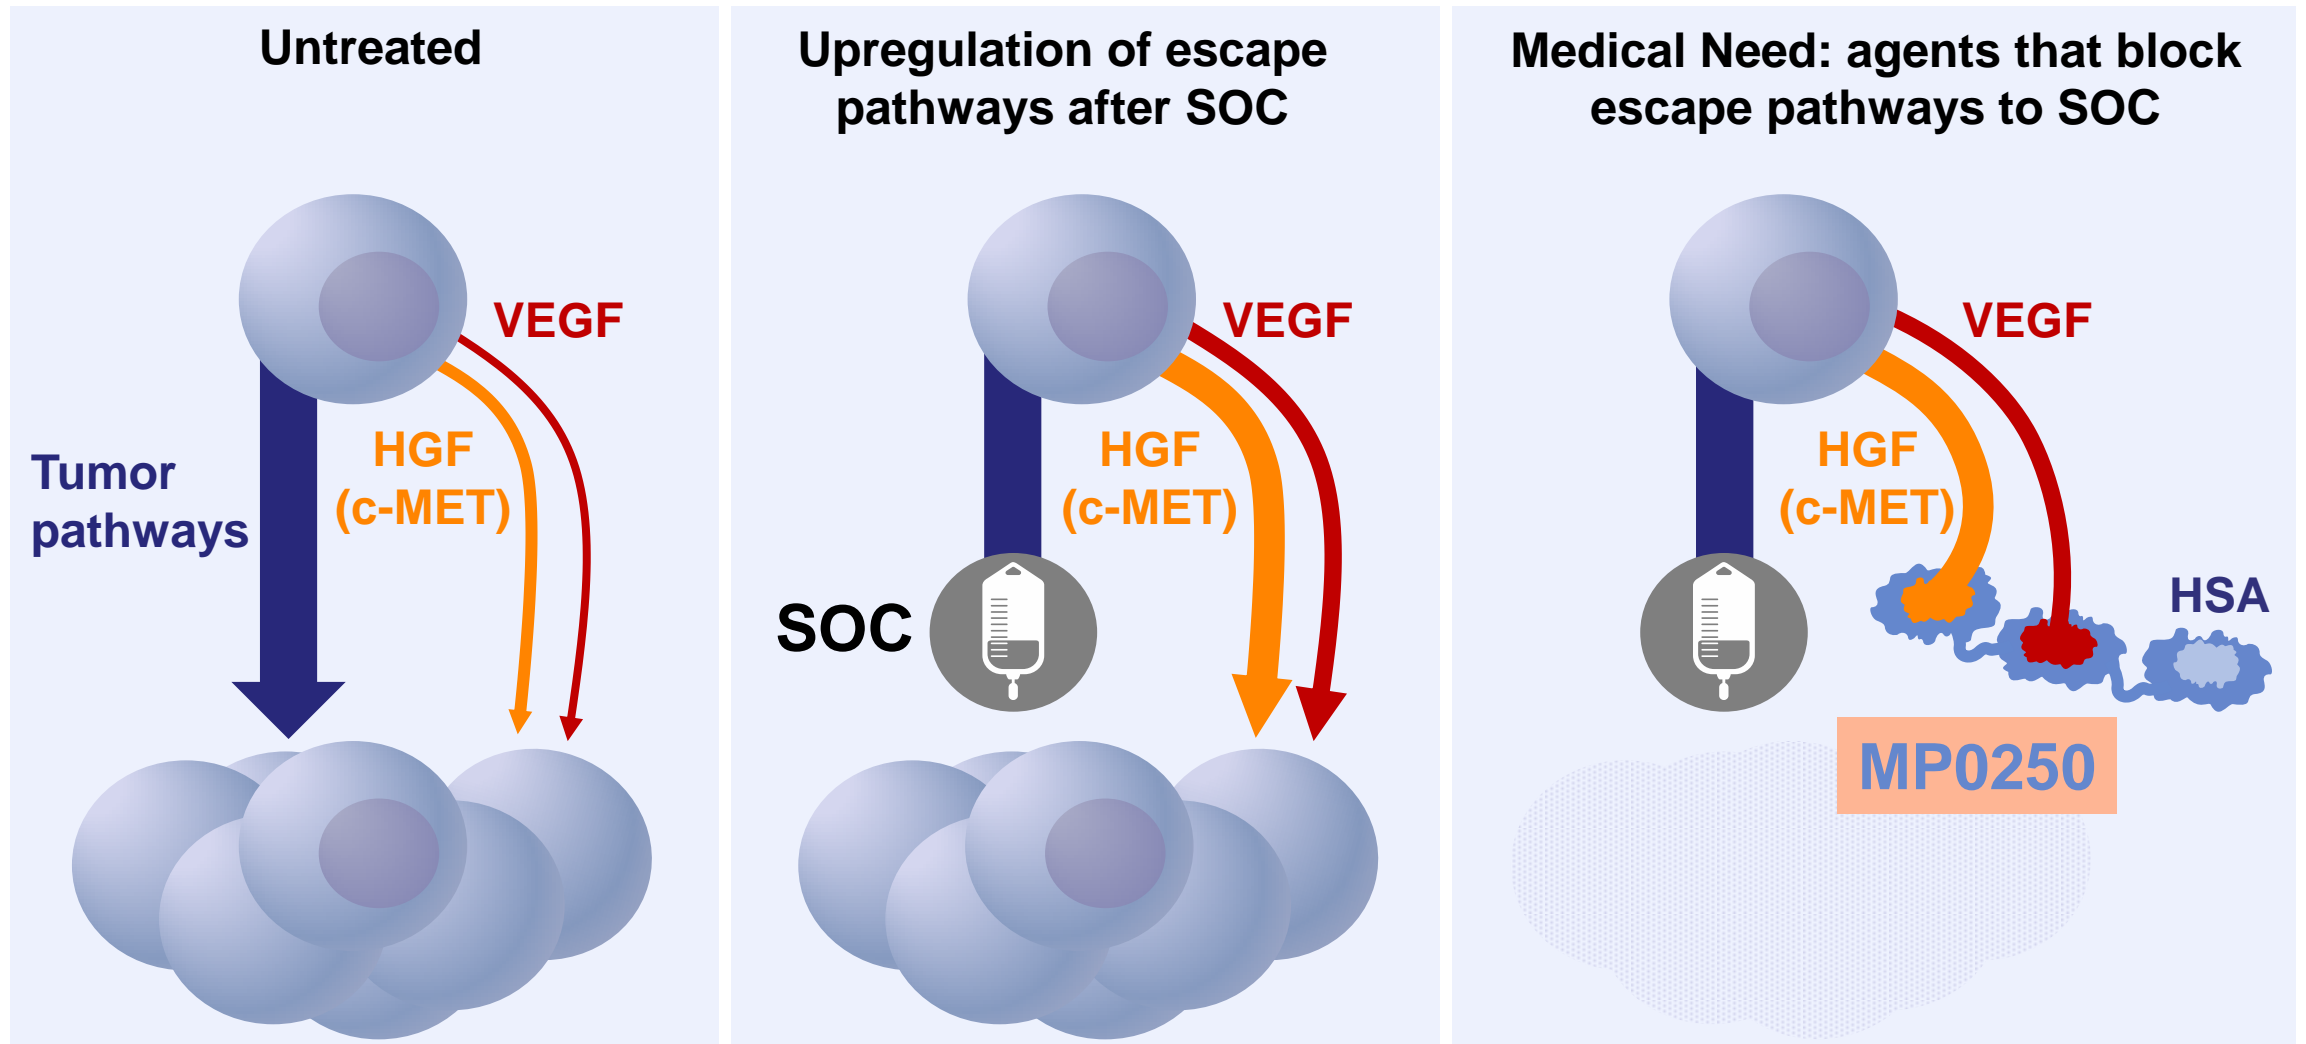 Untreated
VEGF
HGF
(c-MET)
Tumor
pathways
Upregulation of escape
pathways after SOC
VEGF
HGF
(c-MET)
SOC
Medical Need: agents that block
escape pathways to SOC
VEGF
HGF
(c-MET)
HSA
MP0250